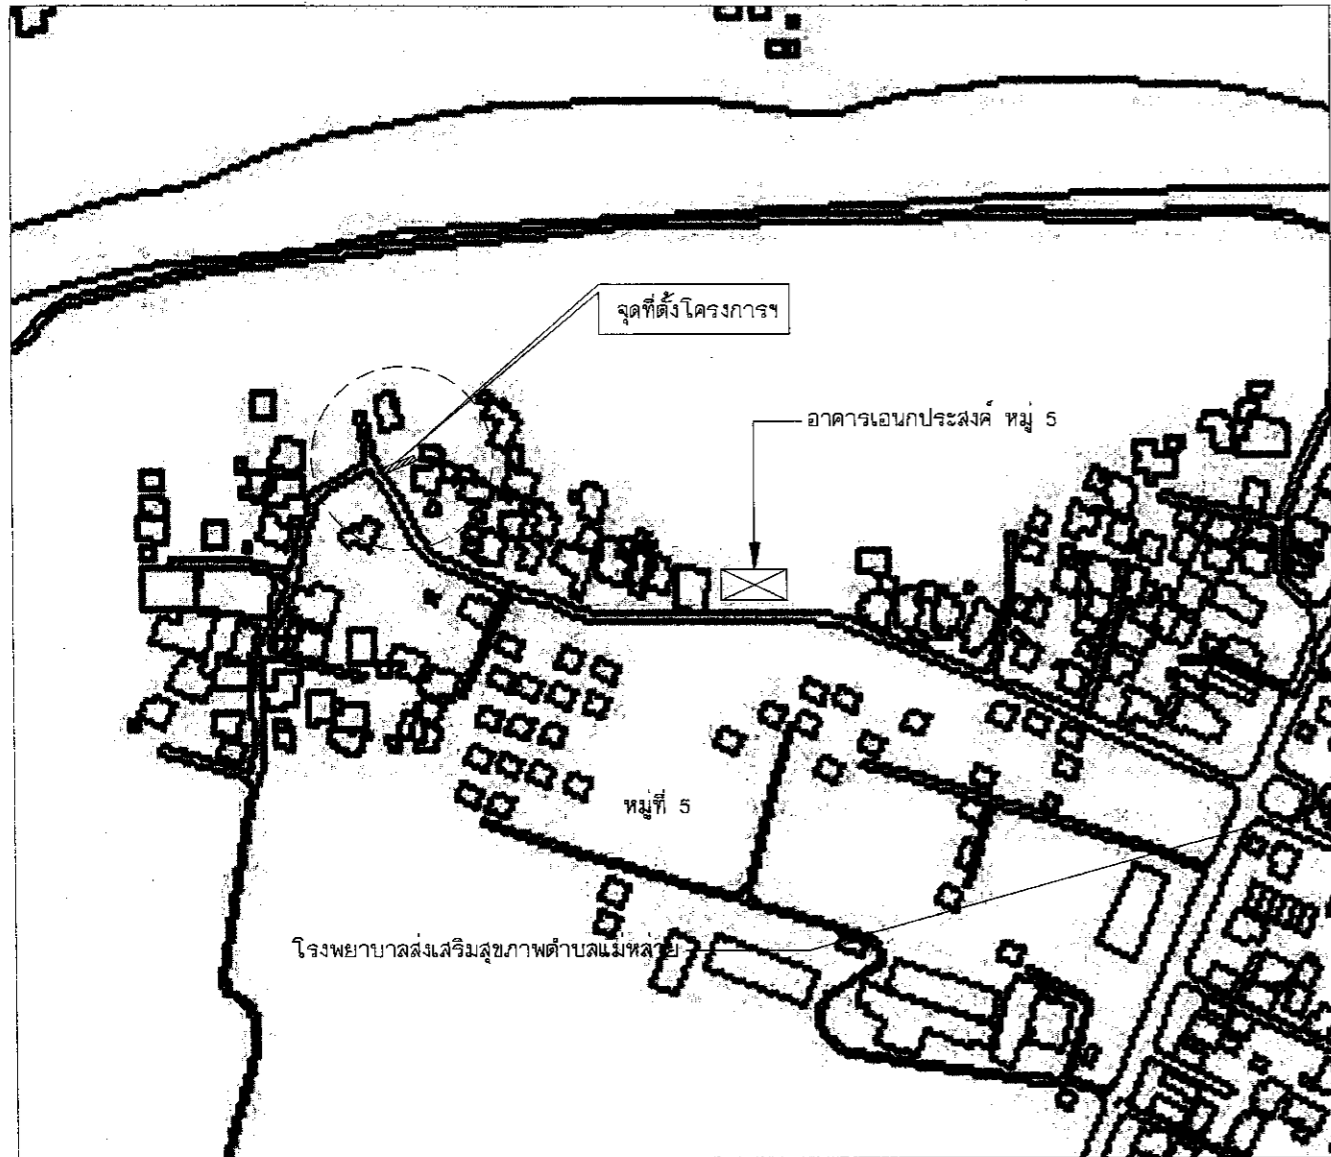 จุดที่ตั้งโครงการฯ
อาคารเอนกประสงค์ หมู่ 5
หมู่ที่ 5
โรงพยาบาลส่งเสริมสุขภาพตำบลแม่หล่าย